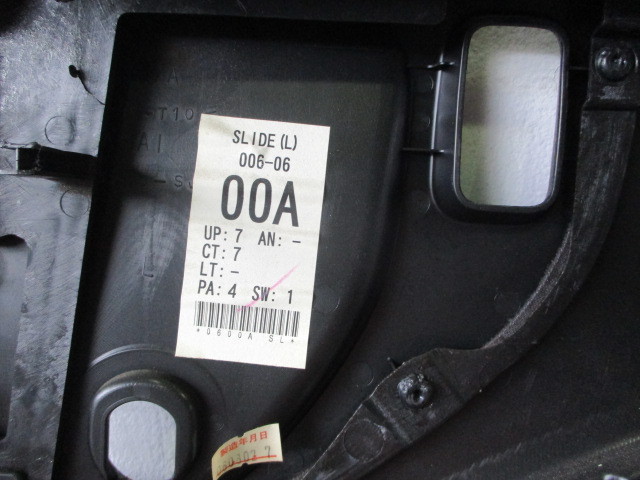 SLIDE(L)
006-06
00A
UP:7 AN:-
CT:7
LT:-
PA:4 SW:1
*0600A SL*
製造年月日